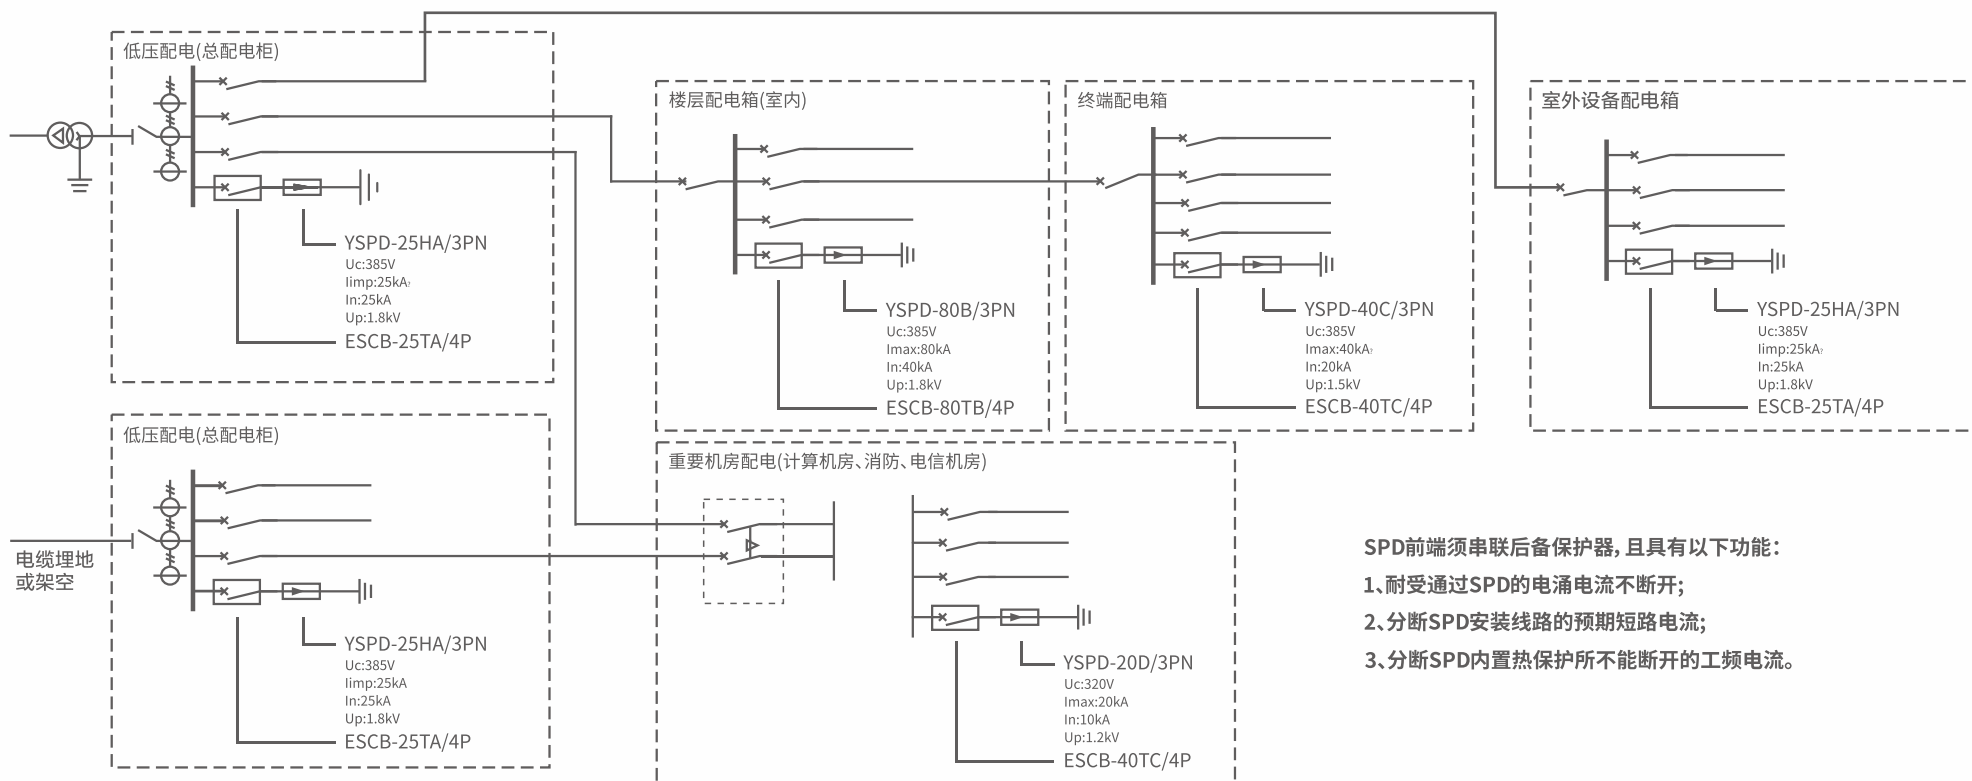 低压配电(总配电柜)
YSPD-25HA/3PN
Uc:385V
Iimp:25kA
In:25kA
Up:1.8kV
ESCB-25TA/4P
楼层配电箱(室内)
YSPD-80B/3PN
Uc:385V
Imax:80kA
In:40kA
Up:1.8kV
ESCB-80TB/4P
终端配电箱
YSPD-40C/3PN
Uc:385V
Imax:40kA
In:20kA
Up:1.5kV
ESCB-40TC/4P
室外设备配电箱
YSPD-25HA/3PN
Uc:385V
Iimp:25kA
In:25kA
Up:1.8kV
ESCB-25TA/4P
低压配电(总配电柜)
电缆埋地
或架空
YSPD-25HA/3PN
Uc:385V
Iimp:25kA
In:25kA
Up:1.8kV
ESCB-25TA/4P
重要机房配电(计算机房、消防、电信机房)
YSPD-20D/3PN
Uc:320V
Imax:20kA
In:10kA
Up:1.2kV
ESCB-40TC/4P
SPD前端须串联后备保护器,且具有以下功能：
1、耐受通过SPD的电涌电流不断开;
2、分断SPD安装线路的预期短路电流;
3、分断SPD内置热保护所不能断开的工频电流。